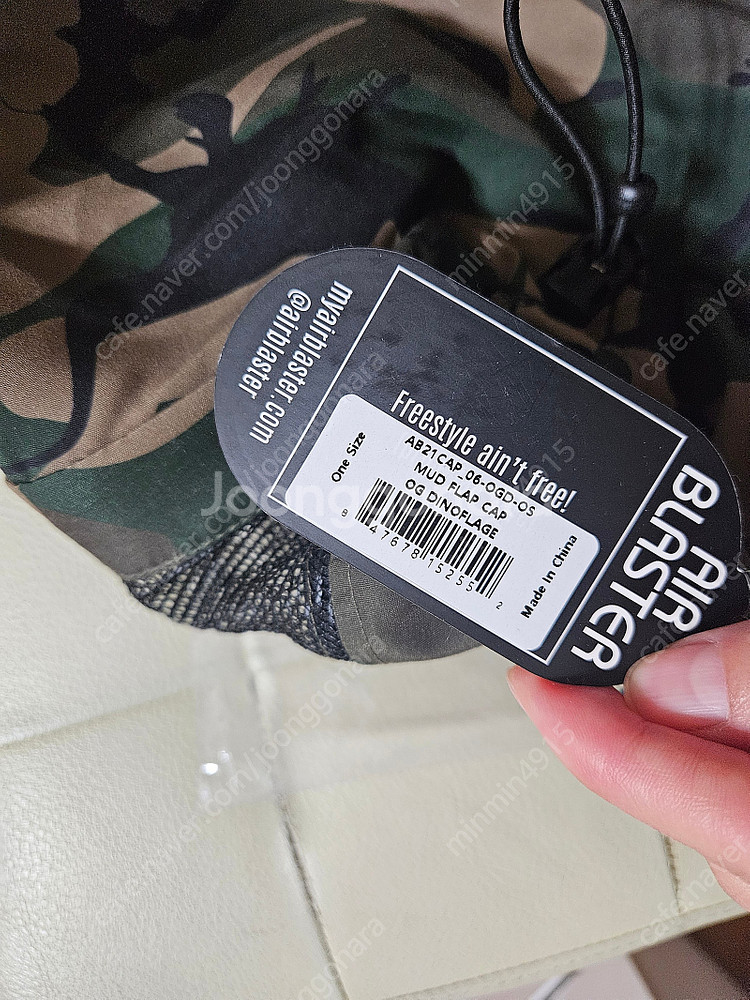 myairblaster.com
@airblaster
Freestyle ain't free!
One Size
AB21CAP.06-OGD-OS
MUD FLAP CAP
OG DINOFLAGE
8 47678 15255 2
Made In China
AIR
BLASTER
Joonggonara
cafe.naver.com/joonggonara
minmin4915